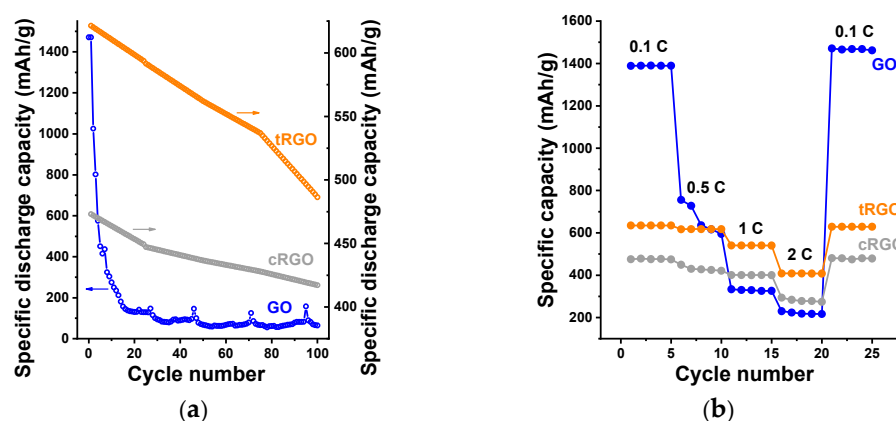 Specific discharge capacity (mAh/g)
1400
1200
1000
800
600
400
200
0
tRGO
cRGO
GO
600
550
500
450
400
Specific discharge capacity (mAh/g)
0 20 40 60 80 100
Cycle number
(a)
Specific capacity (mAh/g)
1600
1400
1200
1000
800
600
400
200
0.1 C
0.5 C
1 C
2 C
0.1 C
GO
tRGO
cRGO
0 5 10 15 20 25
Cycle number
(b)